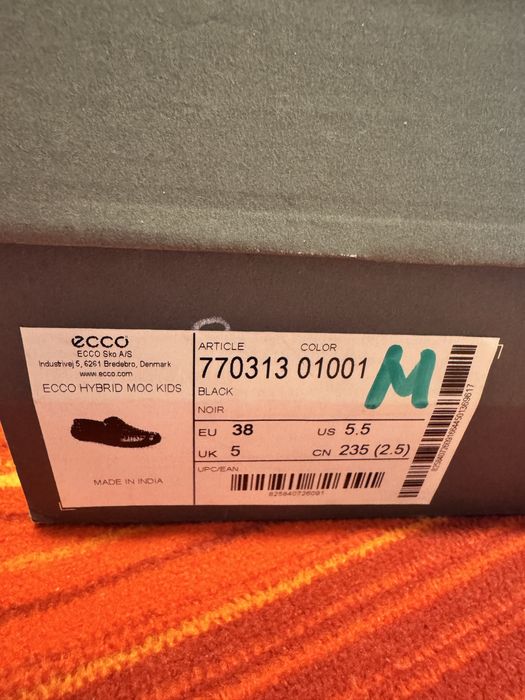 ecco
ECCO Sko A/S
Industrivej 5, 6261 Bredebro, Denmark
www.ecco.com
ECCO HYBRID MOC KIDS
MADE IN INDIA
ARTICLE COLOR
770313 01001
BLACK
NOIR
EU 38 US 5.5
UK 5 CN 235 (2.5)
UPC/EAN
825840726091
M